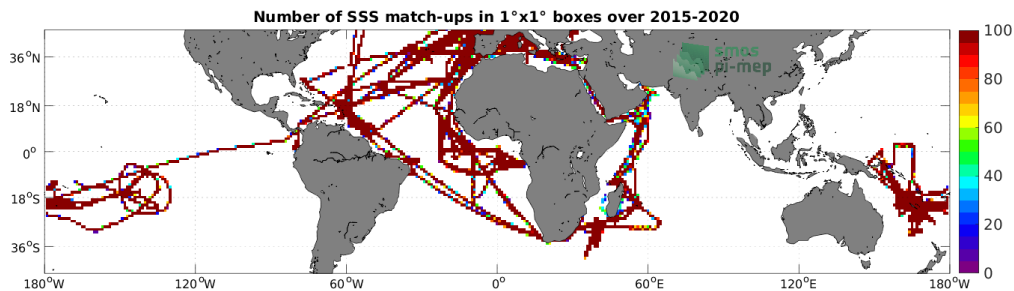 Number of SSS match-ups in 1°x1° boxes over 2015-2020
smos
pi-mep
36°N
18°N
0°
18°S
36°S
180°W
120°W
60°W
0°
60°E
120°E
180°W
100
80
60
40
20
0